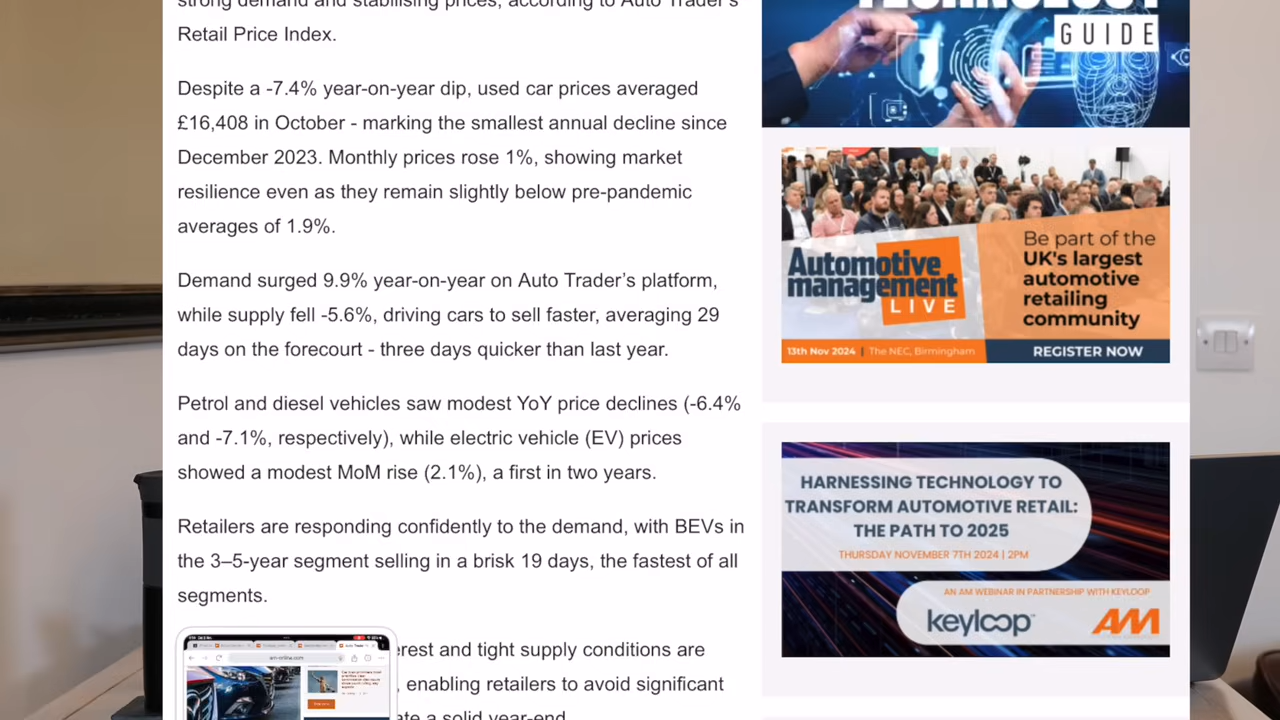 strong demand and stabilising prices, according to Auto Trader's
Retail Price Index.
Despite a -7.4% year-on-year dip, used car prices averaged
£16,408 in October - marking the smallest annual decline since
December 2023. Monthly prices rose 1%, showing market
resilience even as they remain slightly below pre-pandemic
averages of 1.9%.
Demand surged 9.9% year-on-year on Auto Trader’s platform,
while supply fell -5.6%, driving cars to sell faster, averaging 29
days on the forecourt - three days quicker than last year.
Petrol and diesel vehicles saw modest YoY price declines (-6.4%
and -7.1%, respectively), while electric vehicle (EV) prices
showed a modest MoM rise (2.1%), a first in two years.
Retailers are responding confidently to the demand, with BEVs in
the 3–5-year segment selling in a brisk 19 days, the fastest of all
segments.
erest and tight supply conditions are
, enabling retailers to avoid significant
ate a solid year-end.
am-online.com
TECHNOLOGY
GUIDE
Automotive
management
LIVE
Be part of the
UK's largest
automotive
retailing
community
13th Nov 2024 | The NEC, Birmingham
REGISTER NOW
HARNESSING TECHNOLOGY TO
TRANSFORM AUTOMOTIVE RETAIL:
THE PATH TO 2025
THURSDAY NOVEMBER 7TH 2024 | 2PM
AN AM WEBINAR IN PARTNERSHIP WITH KEYLOOP
keyloop
AM